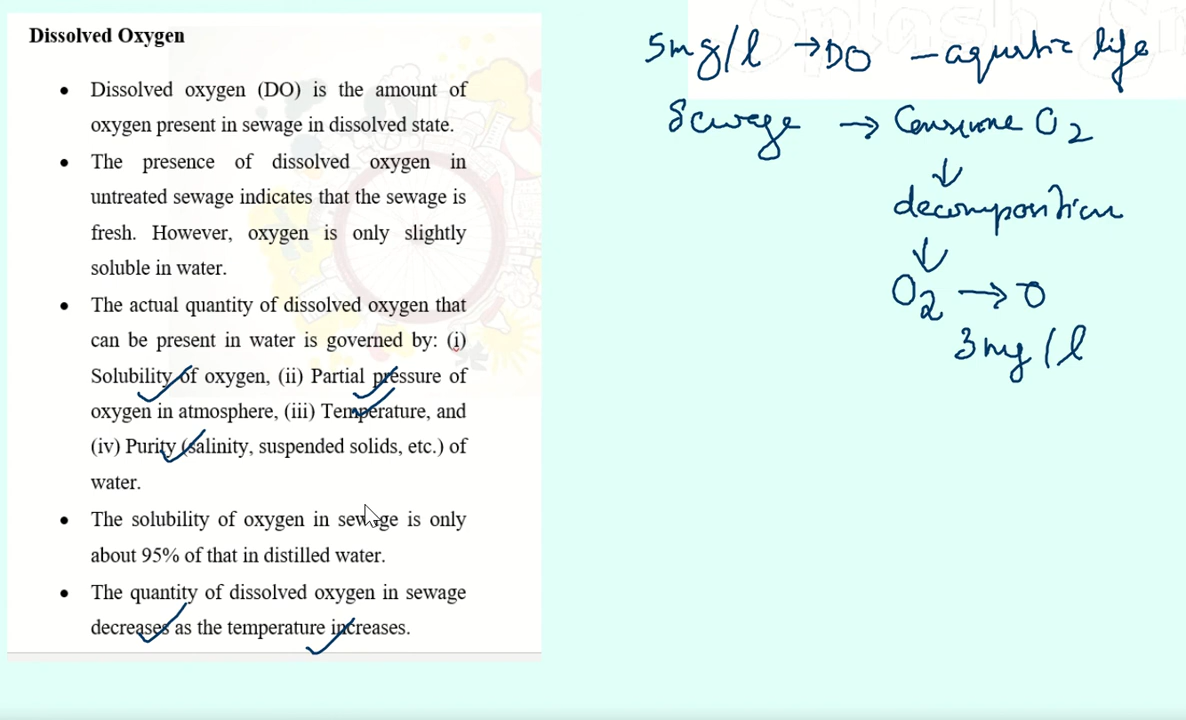 Dissolved Oxygen
• Dissolved oxygen (DO) is the amount of
oxygen present in sewage in dissolved state.
• The presence of dissolved oxygen in
untreated sewage indicates that the sewage is
fresh. However, oxygen is only slightly
soluble in water.
• The actual quantity of dissolved oxygen that
can be present in water is governed by: (i)
Solubility of oxygen, (ii) Partial pressure of
oxygen in atmosphere, (iii) Temperature, and
(iv) Purity (salinity, suspended solids, etc.) of
water.
• The solubility of oxygen in sewage is only
about 95% of that in distilled water.
• The quantity of dissolved oxygen in sewage
decreases as the temperature increases.
5mg/l → DO – aquatic life
Sewage → Consume O2
↓
decomposition
↓
O2 → 0
3mg/l